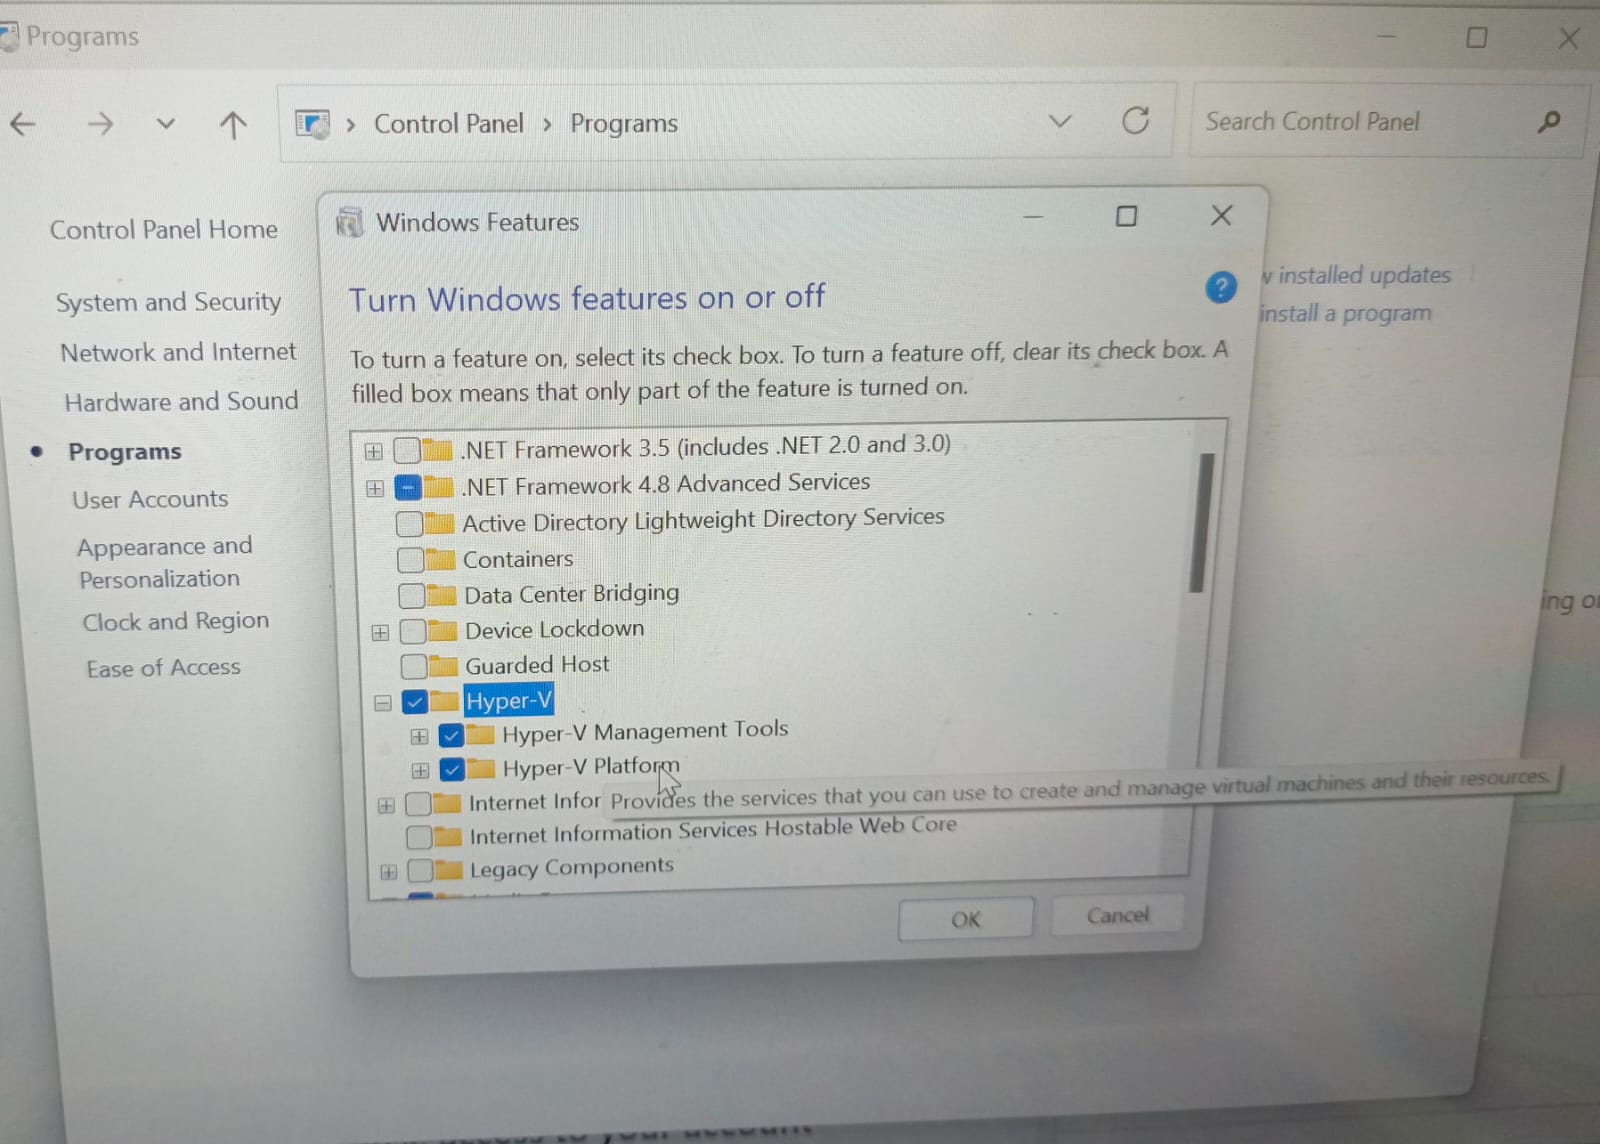 Programs
Control Panel > Programs
Search Control Panel
Control Panel Home
System and Security
Network and Internet
Hardware and Sound
Programs
User Accounts
Appearance and
Personalization
Clock and Region
Ease of Access
installed updates
install a program
ing
Windows Features
Turn Windows features on or off
To turn a feature on, select its check box. To turn a feature off, clear its check box. A
filled box means that only part of the feature is turned on.
.NET Framework 3.5 (includes .NET 2.0 and 3.0)
.NET Framework 4.8 Advanced Services
Active Directory Lightweight Directory Services
Containers
Data Center Bridging
Device Lockdown
Guarded Host
Hyper-V
Hyper-V Management Tools
Hyper-V Platform
Internet Infor
Provides the services that you can use to create and manage virtual machines and their resources.
Internet Information Services Hostable Web Core
Legacy Components
OK
Cancel